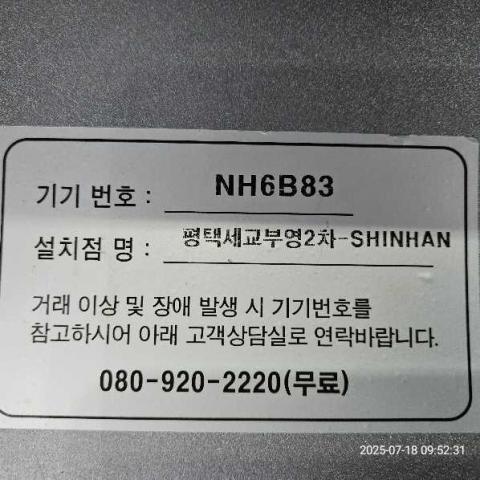 기기 번호 : NH6B83
설치점 명 : 평택세교부영2차-SHINHAN
거래 이상 및 장애 발생 시 기기번호를
참고하시어 아래 고객상담실로 연락바랍니다.
080-920-2220(무료)
2025-07-18 09:52:31